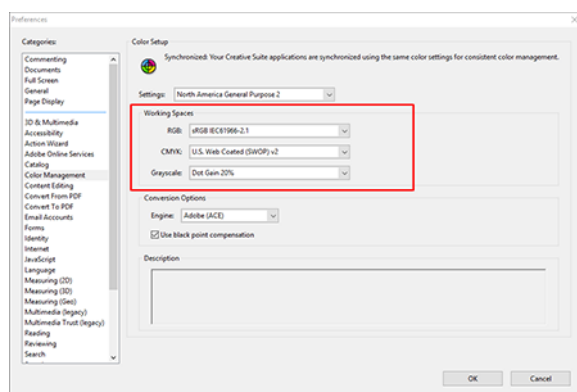 Preferences
Categories:
Commenting
Documents
Full Screen
General
Page Display
3D & Multimedia
Accessibility
Action Wizard
Adobe Online Services
Catalog
Color Management
Content Editing
Convert From PDF
Convert To PDF
Email Accounts
Forms
Identity
Internet
JavaScript
Language
Measuring (2D)
Measuring (3D)
Measuring (Geo)
Multimedia (legacy)
Multimedia Trust (legacy)
Reading
Reviewing
Search
Color Setup
Synchronized: Your Creative Suite applications are synchronized using the same color settings for consistent color management.
Settings: North America General Purpose 2
Working Spaces
RGB: sRGB IEC61966-2.1
CMYK: U.S. Web Coated (SWOP) v2
Grayscale: Dot Gain 20%
Conversion Options
Engine: Adobe (ACE)
Use black point compensation
Description
OK Cancel